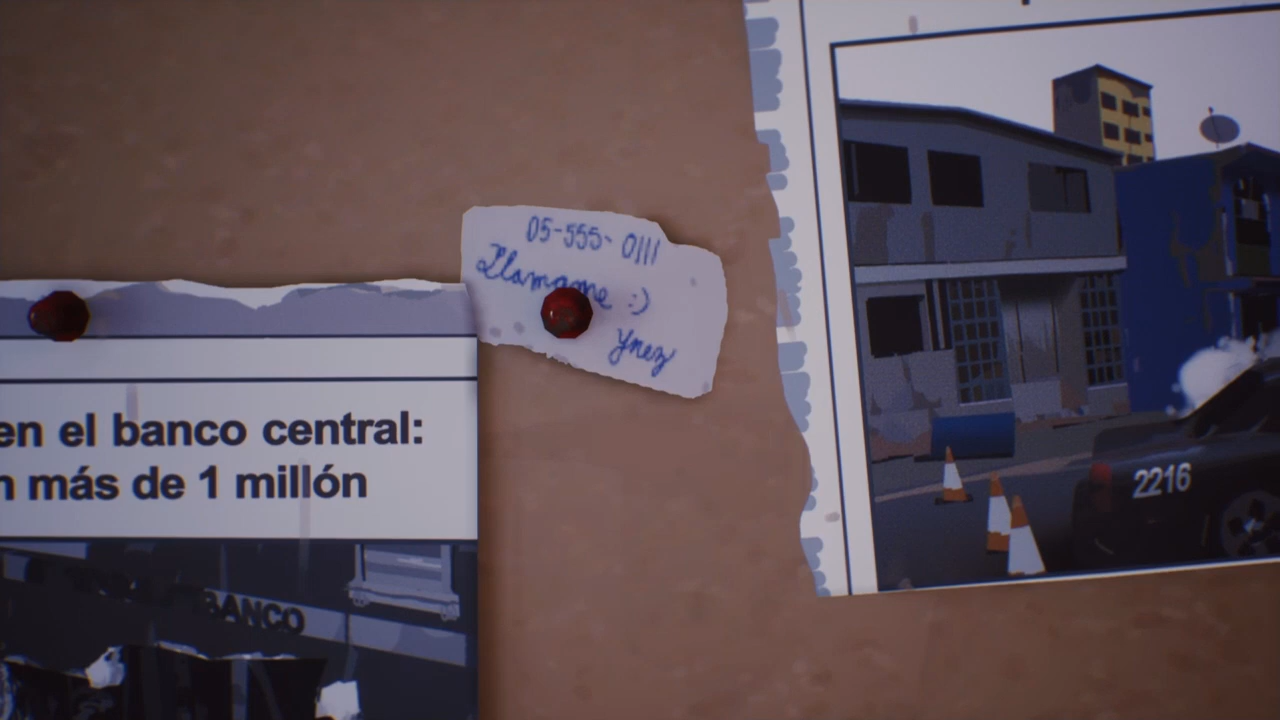 05-555-0111
Llamame :)
Ynez
en el banco central:
n más de 1 millón
BANCO
2216